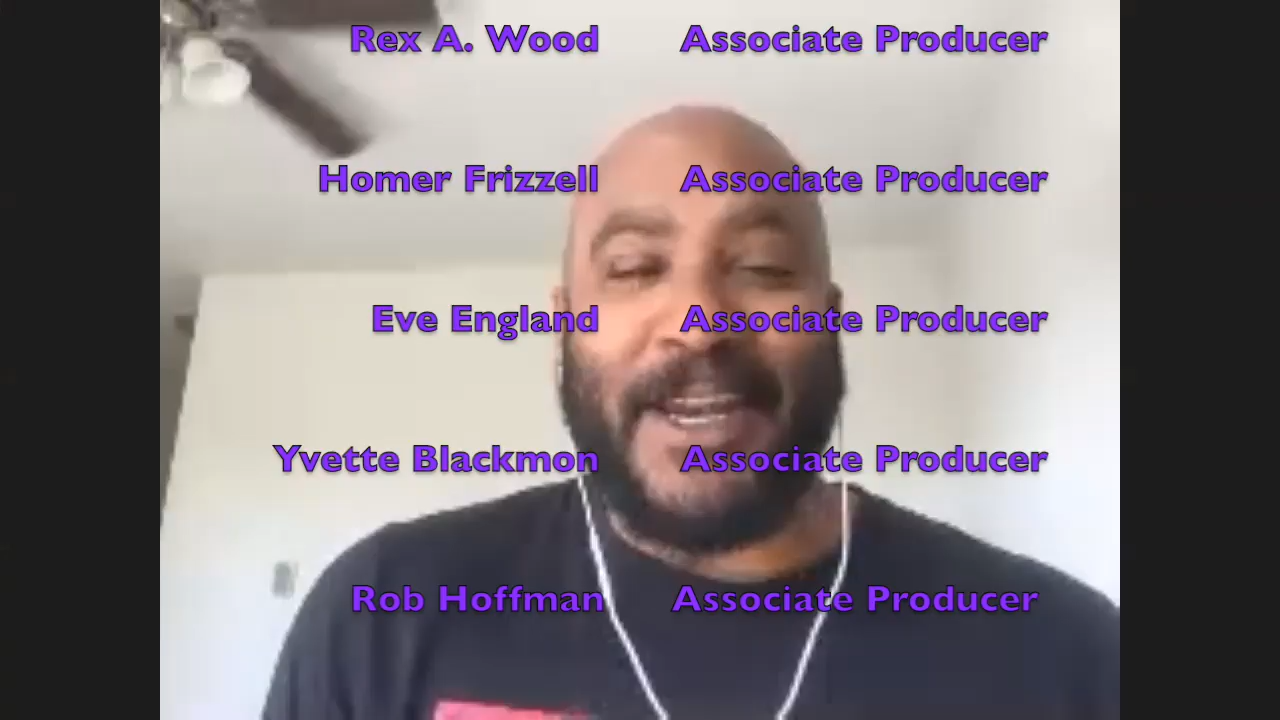 Rex A. Wood Associate Producer
Homer Frizzell Associate Producer
Eve England Associate Producer
Yvette Blackmon Associate Producer
Rob Hoffman Associate Producer